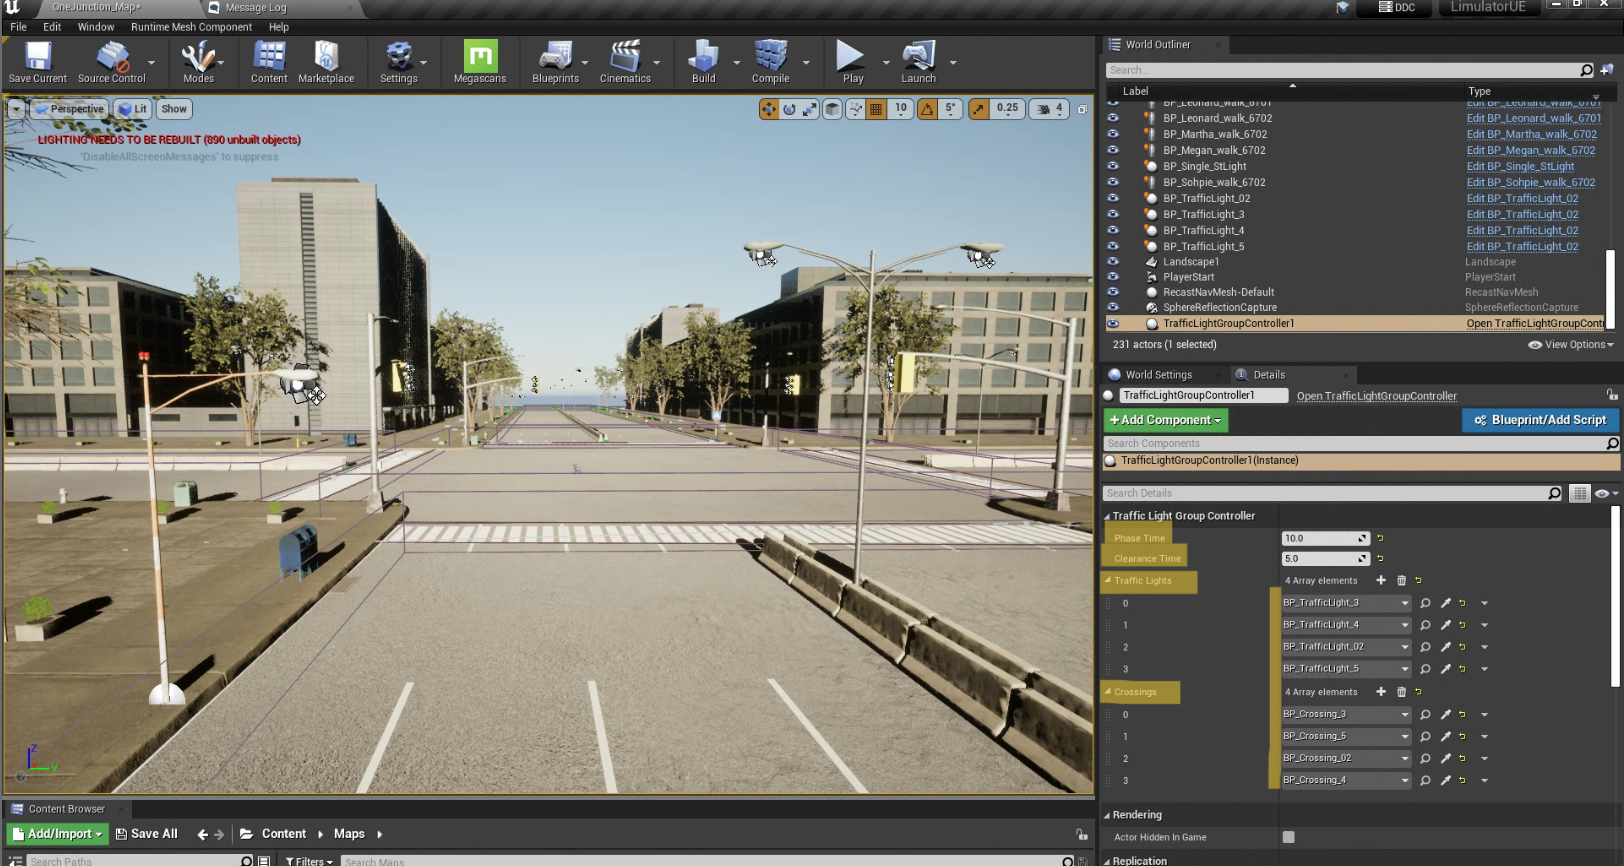 OneJunction_Map*
Message Log
DDC
LimulatorUE
File Edit Window Runtime Mesh Component Help
Save Current
Source Control
Modes
Content
Marketplace
Settings
Megascans
Blueprints
Cinematics
Build
Compile
Play
Launch
Perspective
Lit
Show
10
5°
0.25
4
LIGHTING NEEDS TO BE REBUILT (890 unbuilt objects)
'DisableAllScreenMessages' to suppress
Z
Y
World Outliner
Search...
Label Type
BP_Leonard_walk_6701 Edit BP_Leonard_walk_6701
BP_Leonard_walk_6702 Edit BP_Leonard_walk_6701
BP_Martha_walk_6702 Edit BP_Martha_walk_6702
BP_Megan_walk_6702 Edit BP_Megan_walk_6702
BP_Single_StLight Edit BP_Single_StLight
BP_Sohpie_walk_6702 Edit BP_Sohpie_walk_6702
BP_TrafficLight_02 Edit BP_TrafficLight_02
BP_TrafficLight_3 Edit BP_TrafficLight_02
BP_TrafficLight_4 Edit BP_TrafficLight_02
BP_TrafficLight_5 Edit BP_TrafficLight_02
Landscape1 Landscape
PlayerStart PlayerStart
RecastNavMesh-Default RecastNavMesh
SphereReflectionCapture SphereReflectionCapture
TrafficLightGroupController1 Open TrafficLightGroupContr
231 actors (1 selected) View Options
World Settings Details
TrafficLightGroupController1 Open TrafficLightGroupController
+Add Component Blueprint/Add Script
Search Components
TrafficLightGroupController1(Instance)
Search Details
Traffic Light Group Controller
Phase Time 10.0
Clearance Time 5.0
Traffic Lights 4 Array elements
0 BP_TrafficLight_3
1 BP_TrafficLight_4
2 BP_TrafficLight_02
3 BP_TrafficLight_5
Crossings 4 Array elements
0 BP_Crossing_3
1 BP_Crossing_5
2 BP_Crossing_02
3 BP_Crossing_4
Rendering
Actor Hidden In Game
Replication
Content Browser
Add/Import Save All Content Maps
Search Paths Filters Search Maps